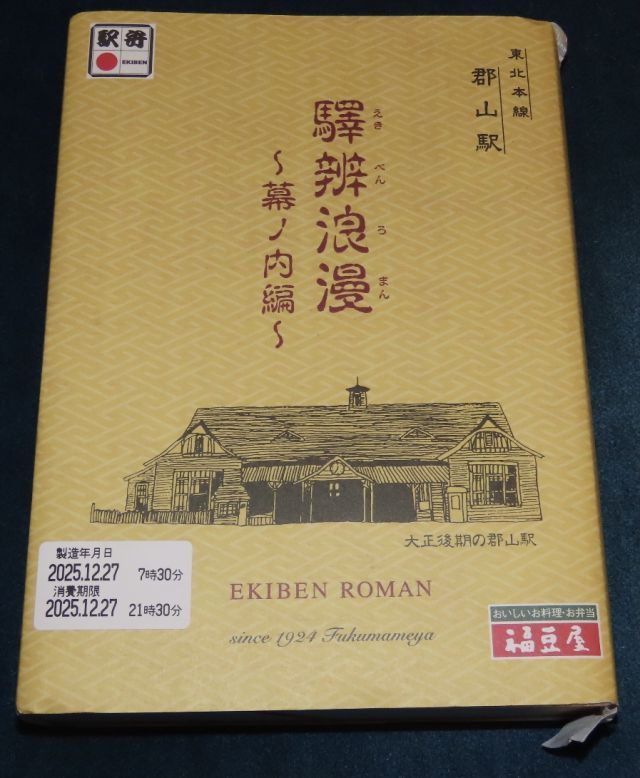 駅弁
EKIBEN
東北本線
郡山駅
驛辨浪漫
えきべんろまん
〜幕ノ内編〜
大正後期の郡山駅
製造年月日
2025.12.27 7時30分
消費期限
2025.12.27 21時30分
EKIBEN ROMAN
since 1924 Fukumameya
おいしいお料理・お弁当
福豆屋